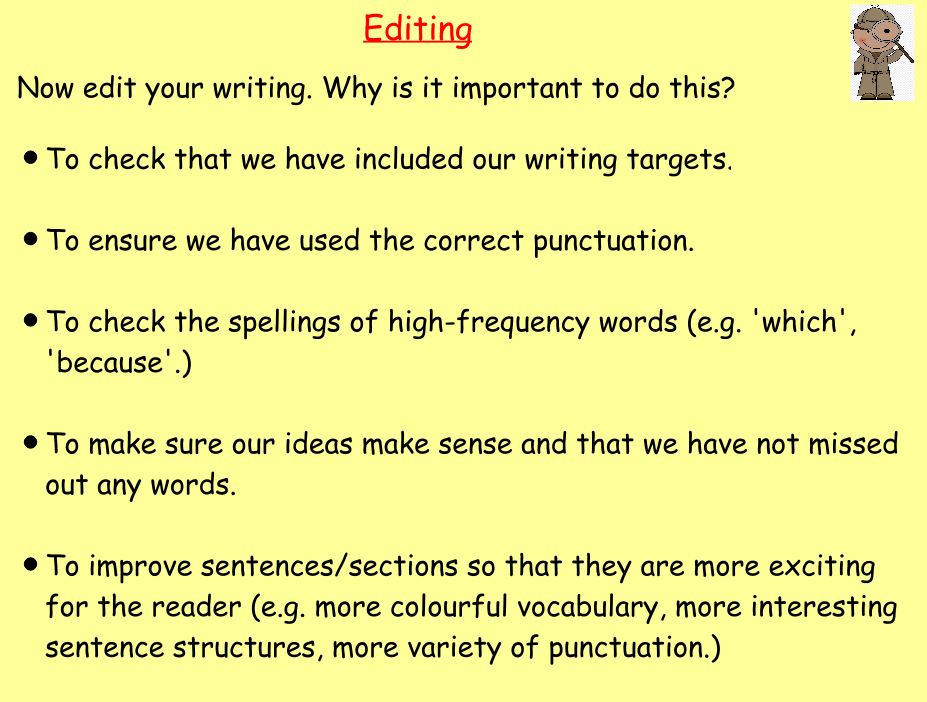 Editing
Now edit your writing. Why is it important to do this?
• To check that we have included our writing targets.
• To ensure we have used the correct punctuation.
• To check the spellings of high-frequency words (e.g. 'which',
'because'.)
• To make sure our ideas make sense and that we have not missed
out any words.
• To improve sentences/sections so that they are more exciting
for the reader (e.g. more colourful vocabulary, more interesting
sentence structures, more variety of punctuation.)